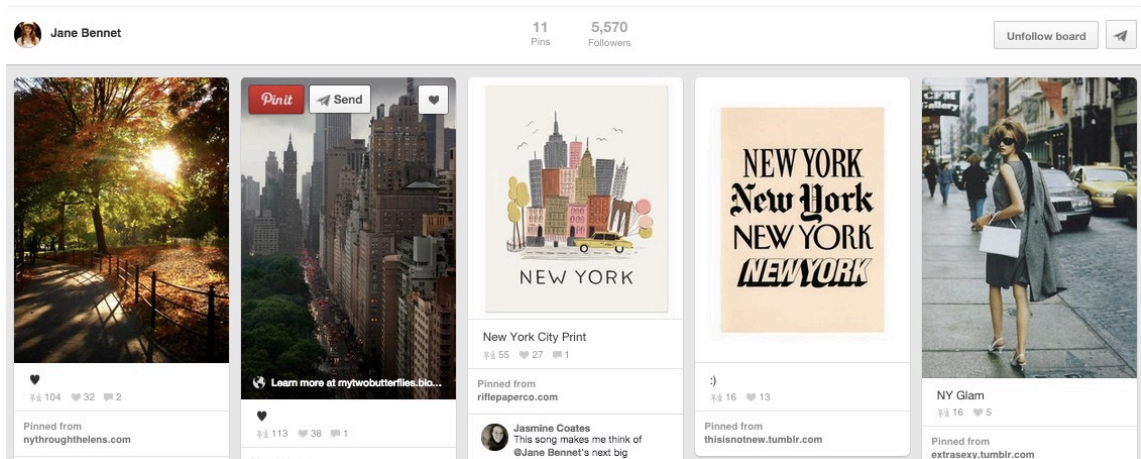 Jane Bennet
11
Pins
5,570
Followers
Unfollow board
♥
104 32 2
Pinned from
nythroughthelens.com
Pin it
Send
Learn more at mytwobutterflies.blo...
♥
113 38 1
NEW YORK
New York City Print
55 27 1
Pinned from
riflepaperco.com
Jasmine Coates
This song makes me think of
@Jane Bennet's next big
NEW YORK
New York
NEW YORK
NEW YORK
:)
16 13
Pinned from
thisisnotnew.tumblr.com
Gallery
NY Glam
16 5
Pinned from
extrasexy.tumblr.com